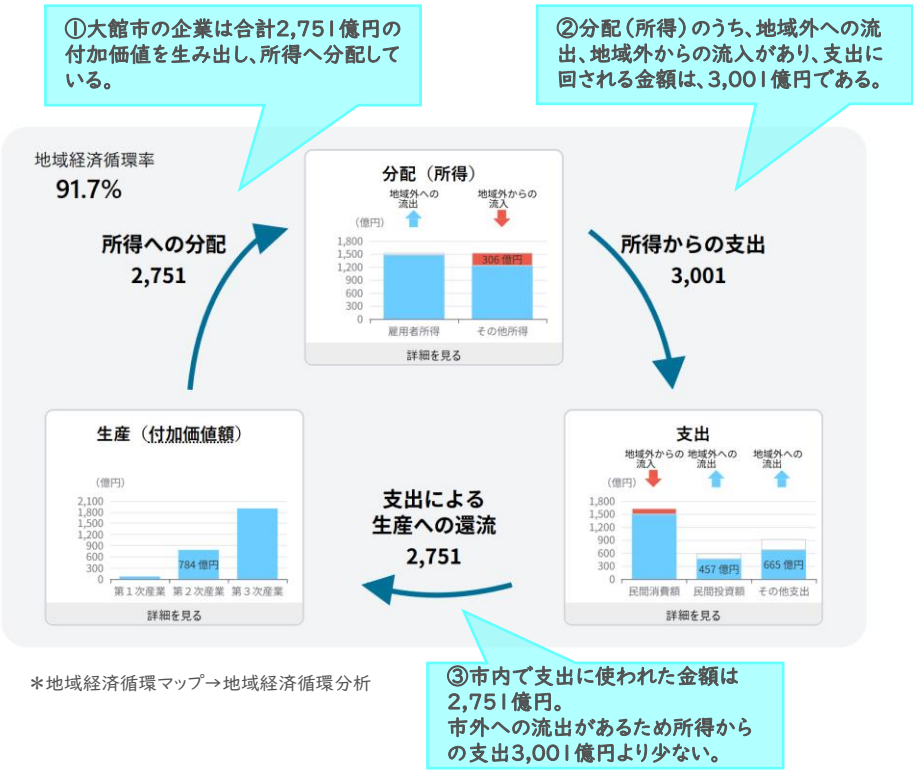 ①大館市の企業は合計2,751億円の
付加価値を生み出し、所得へ分配して
いる。
②分配(所得)のうち、地域外への流
出、地域外からの流入があり、支出に
回される金額は、3,001億円である。
地域経済循環率
91.7%
分配(所得)
地域外への
流出
地域外からの
流入
(億円)
1,800
1,500
1,200
900
600
300
0
306 億円
雇用者所得
その他所得
詳細を見る
所得への分配
2,751
所得からの支出
3,001
生産(付加価値額)
(億円)
2,100
1,800
1,500
1,200
900
600
300
0
784 億円
第1次産業
第2次産業
第3次産業
詳細を見る
支出による
生産への還流
2,751
支出
地域外からの
流入
地域外への
流出
地域外への
流出
(億円)
1,800
1,500
1,200
900
600
300
0
457 億円
665 億円
民間消費額
民間投資額
その他支出
詳細を見る
*地域経済循環マップ→地域経済循環分析
③市内で支出に使われた金額は
2,751億円。
市外への流出があるため所得から
の支出3,001億円より少ない。